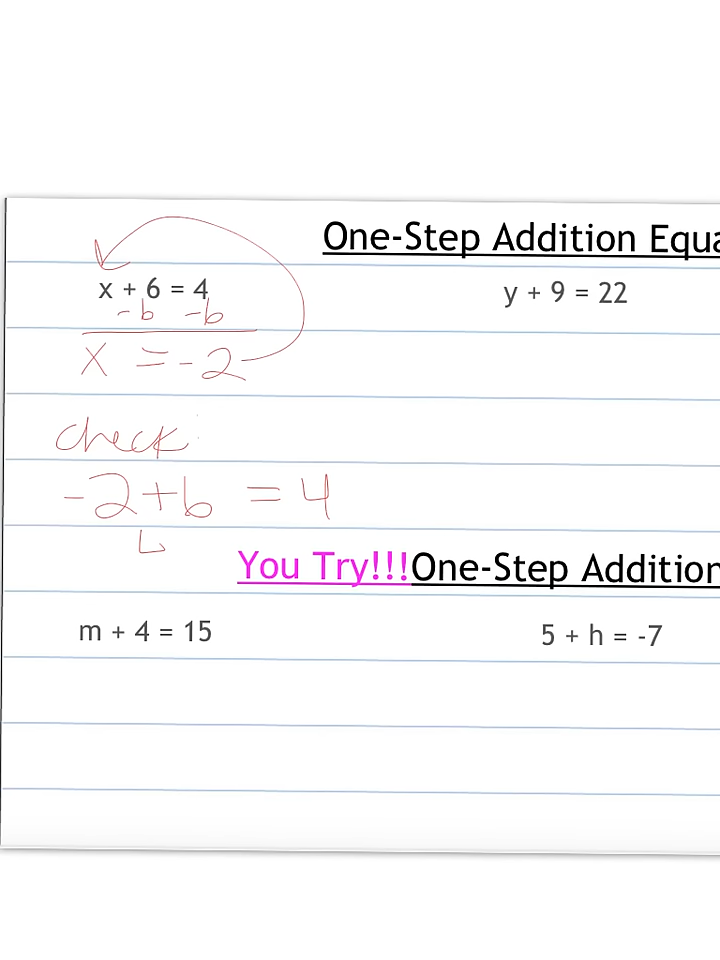 One-Step Addition Equa
x + 6 = 4
y + 9 = 22
-6 -6
x = -2
check:
-2+6 = 4
You Try!!!One-Step Addition
m + 4 = 15
5 + h = -7